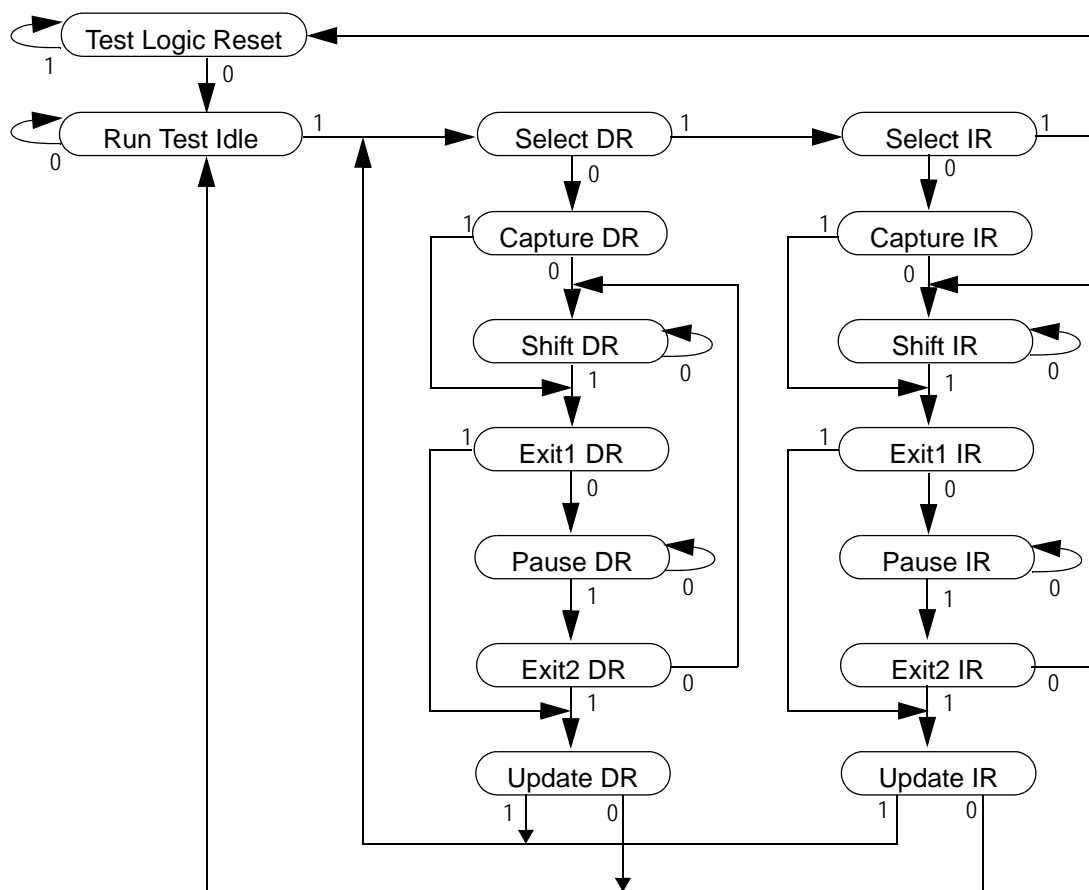 Test Logic Reset
1
0
Run Test Idle
1
0
Select DR
1
0
Select IR
1
0
Capture DR
1
0
Capture IR
1
0
Shift DR
0
1
Shift IR
0
1
Exit1 DR
1
0
Exit1 IR
1
0
Pause DR
0
1
Pause IR
0
1
Exit2 DR
0
1
Exit2 IR
0
1
Update DR
1
0
Update IR
1
0